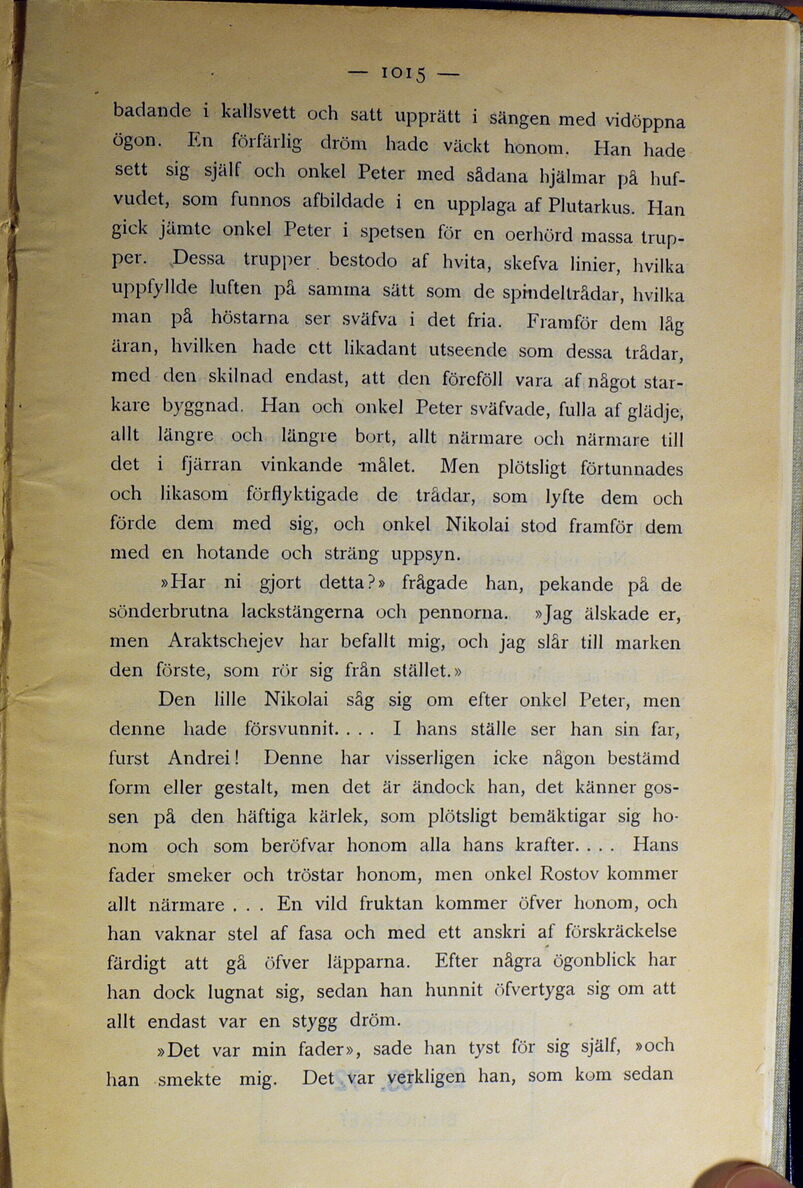 — 1015 —
badande i kallsvett och satt upprätt i sängen med vidöppna
ögon. En förfärlig dröm hade väckt honom. Han hade
sett sig själf och onkel Peter med sådana hjälmar på huf-
vudet, som funnos afbildade i en upplaga af Plutarkus. Han
gick jämte onkel Peter i spetsen för en oerhörd massa trup-
per. Dessa trupper bestodo af hvita, skefva linier, hvilka
uppfyllde luften på samma sätt som de spindeltrådar, hvilka
man på höstarna ser sväfva i det fria. Framför dem låg
äran, hvilken hade ett likadant utseende som dessa trådar,
med den skilnad endast, att den föreföll vara af något star-
kare byggnad. Han och onkel Peter sväfvade, fulla af glädje,
allt längre och längre bort, allt närmare och närmare till
det i fjärran vinkande målet. Men plötsligt förtunnades
och likasom förflyktigade de trådar, som lyfte dem och
förde dem med sig, och onkel Nikolai stod framför dem
med en hotande och sträng uppsyn.
»Har ni gjort detta?» frågade han, pekande på de
sönderbrutna lackstängerna och pennorna. »Jag älskade er,
men Araktschejev har befallt mig, och jag slår till marken
den förste, som rör sig från stället.»
Den lille Nikolai såg sig om efter onkel Peter, men
denne hade försvunnit. . . . I hans ställe ser han sin far,
furst Andrei! Denne har visserligen icke någon bestämd
form eller gestalt, men det är ändock han, det känner gos-
sen på den häftiga kärlek, som plötsligt bemäktigar sig ho-
nom och som beröfvar honom alla hans krafter. . . . Hans
fader smeker och tröstar honom, men onkel Rostov kommer
allt närmare . . . En vild fruktan kommer öfver honom, och
han vaknar stel af fasa och med ett anskri af förskräckelse
färdigt att gå öfver läpparna. Efter några ögonblick har
han dock lugnat sig, sedan han hunnit öfvertyga sig om att
allt endast var en stygg dröm.
»Det var min fader», sade han tyst för sig själf, »och
han smekte mig. Det var verkligen han, som kom sedan